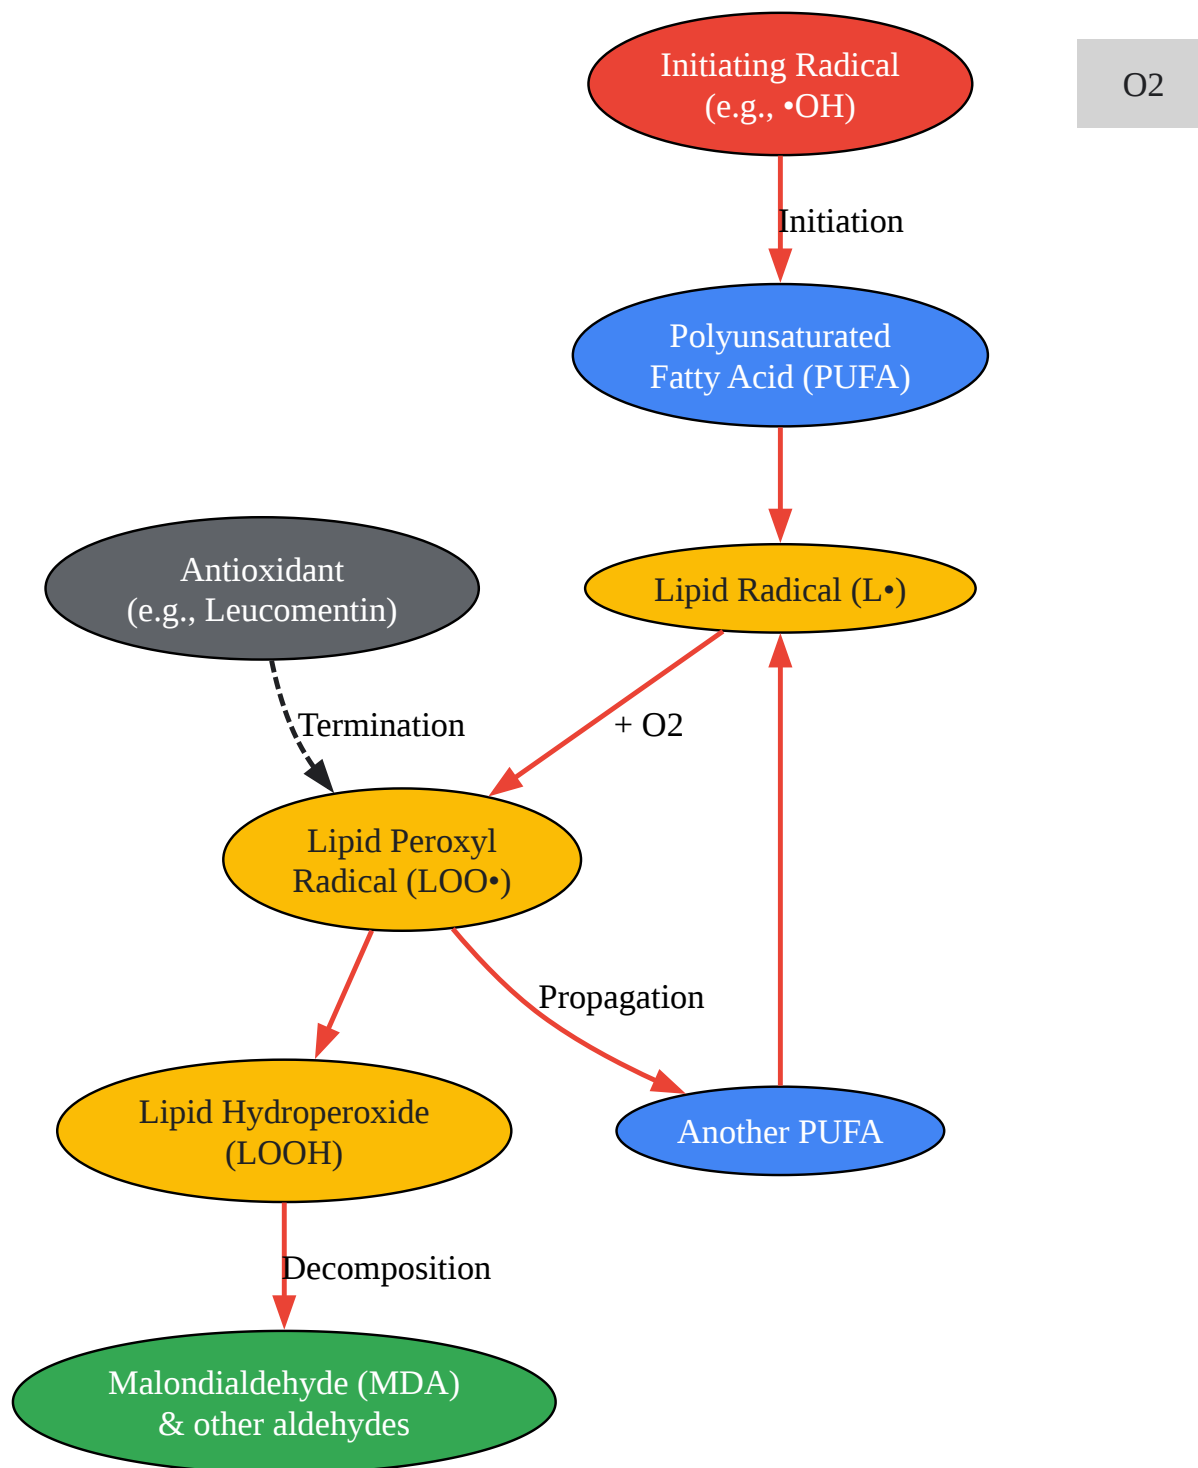 Initiating Radical
(e.g., •OH)
O2
Initiation
Polyunsaturated
Fatty Acid (PUFA)
Antioxidant
(e.g., Leucomentin)
Lipid Radical (L•)
Termination
+ O2
Lipid Peroxyl
Radical (LOO•)
Propagation
Lipid Hydroperoxide
(LOOH)
Another PUFA
Decomposition
Malondialdehyde (MDA)
& other aldehydes